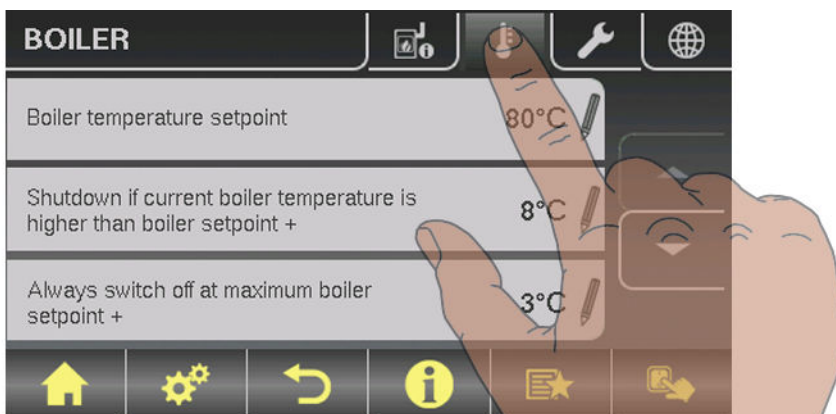 BOILER
Boiler temperature setpoint 80°C
Shutdown if current boiler temperature is
higher than boiler setpoint + 8°C
Always switch off at maximum boiler
setpoint + 3°C